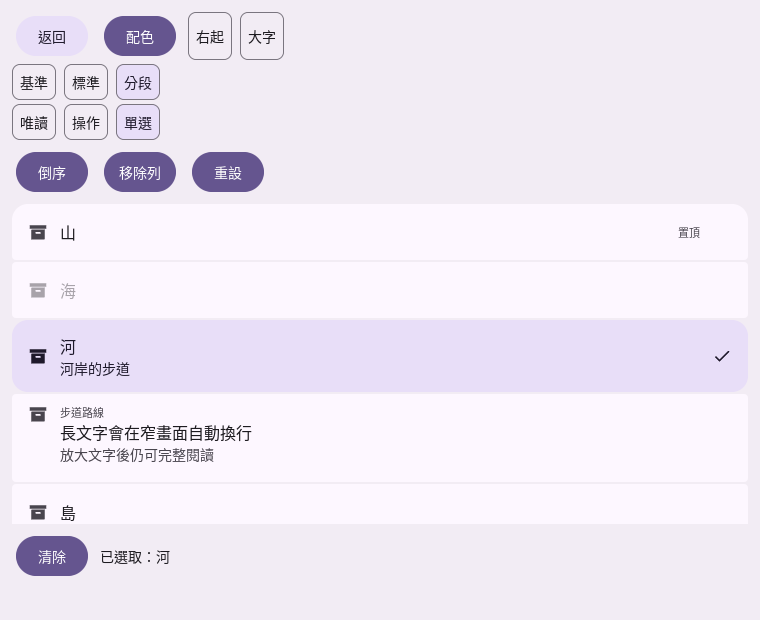 返回 配色 右起 大字
基準 標準 分段
唯讀 操作 單選
倒序 移除列 重設
山 置頂
海
河
河岸的步道
步道路線
長文字會在窄畫面自動換行
放大文字後仍可完整閱讀
島
清除 已選取：河